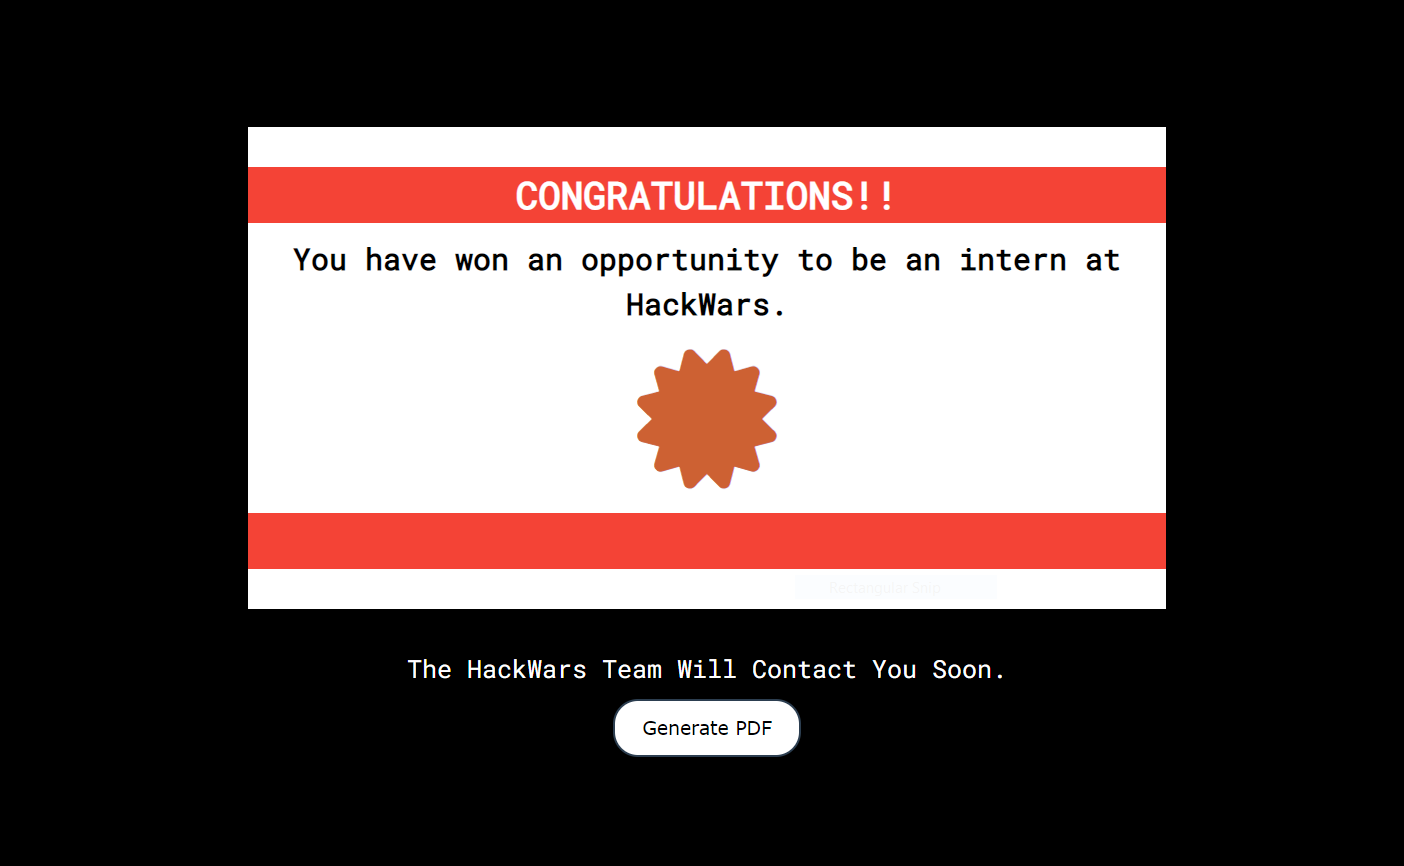 CONGRATULATIONS!!
You have won an opportunity to be an intern at
HackWars.
Rectangular Snip
The HackWars Team Will Contact You Soon.
Generate PDF